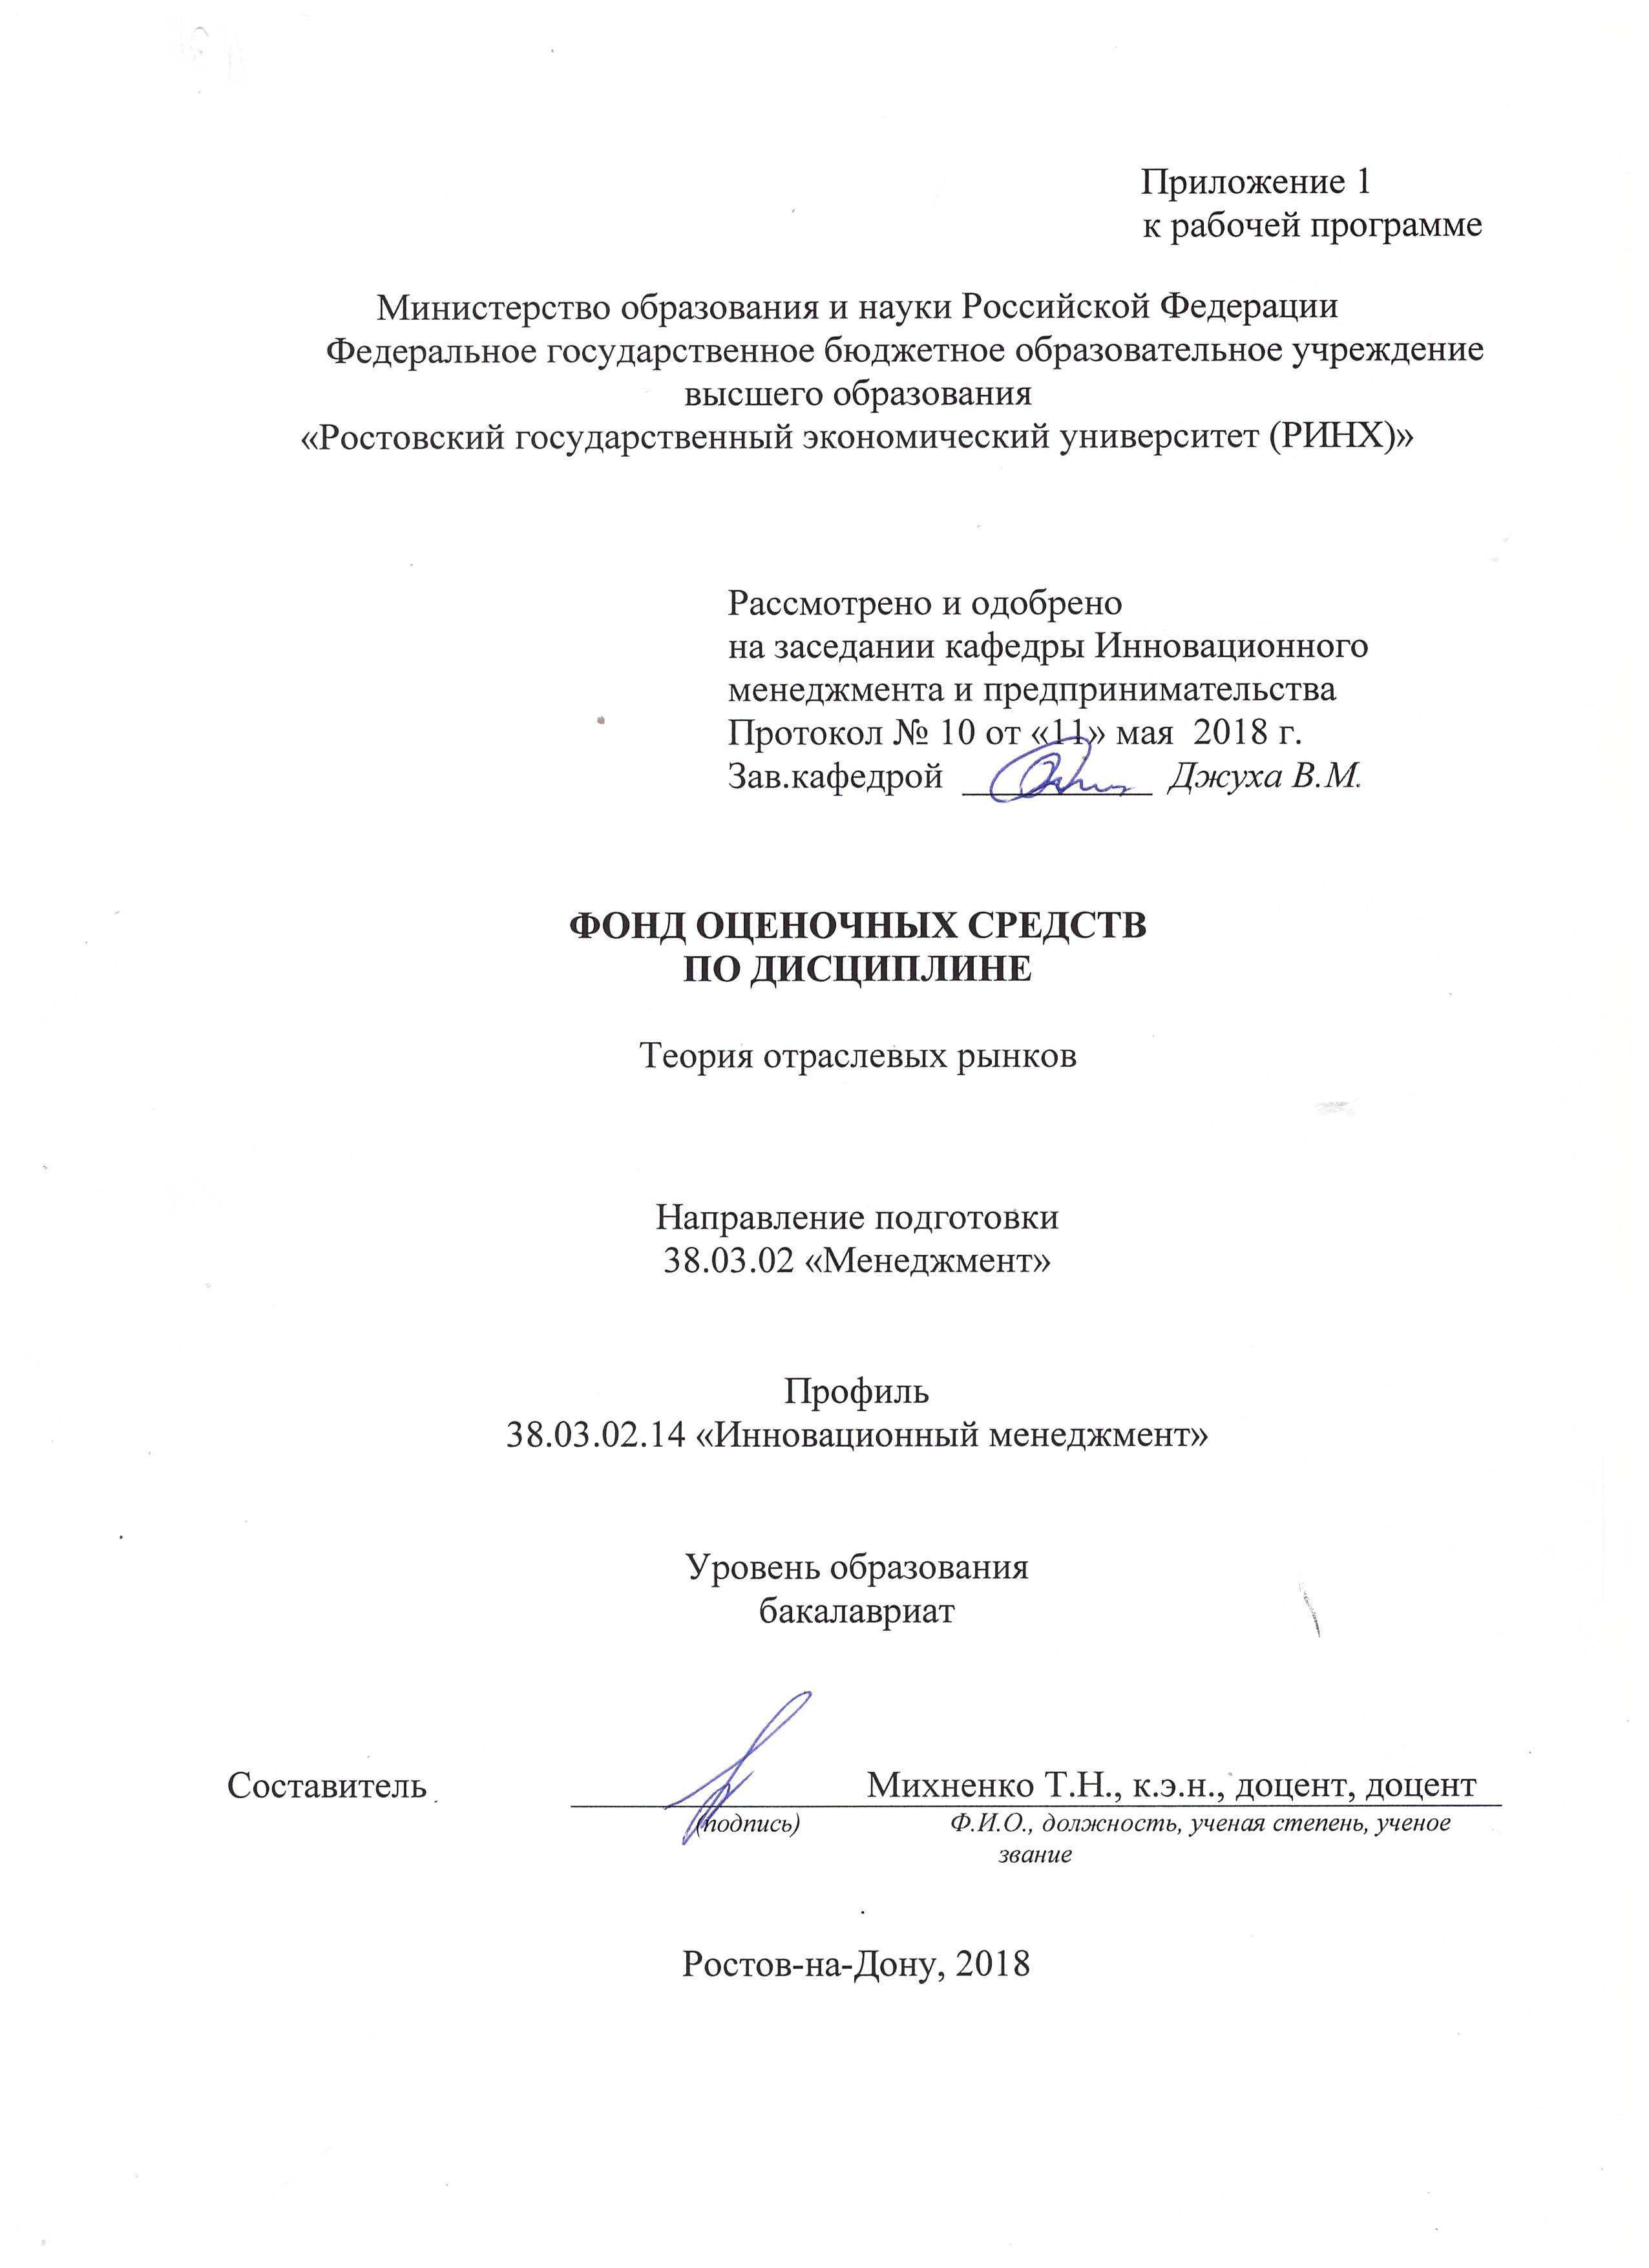 Приложение 1
к рабочей программе
Министерство образования и науки Российской Федерации
Федеральное государственное бюджетное образовательное учреждение
высшего образования
«Ростовский государственный экономический университет (РИНХ)»
Рассмотрено и одобрено
на заседании кафедры Инновационного
менеджмента и предпринимательства
Протокол № 10 от «11» мая 2018 г.
Зав.кафедрой __________ Джуха В.М.
ФОНД ОЦЕНОЧНЫХ СРЕДСТВ
ПО ДИСЦИПЛИНЕ
Теория отраслевых рынков
Направление подготовки
38.03.02 «Менеджмент»
Профиль
38.03.02.14 «Инновационный менеджмент»
Уровень образования
бакалавриат
Составитель Михненко Т.Н., к.э.н., доцент, доцент
(подпись) Ф.И.О., должность, ученая степень, ученое
звание
Ростов-на-Дону, 2018